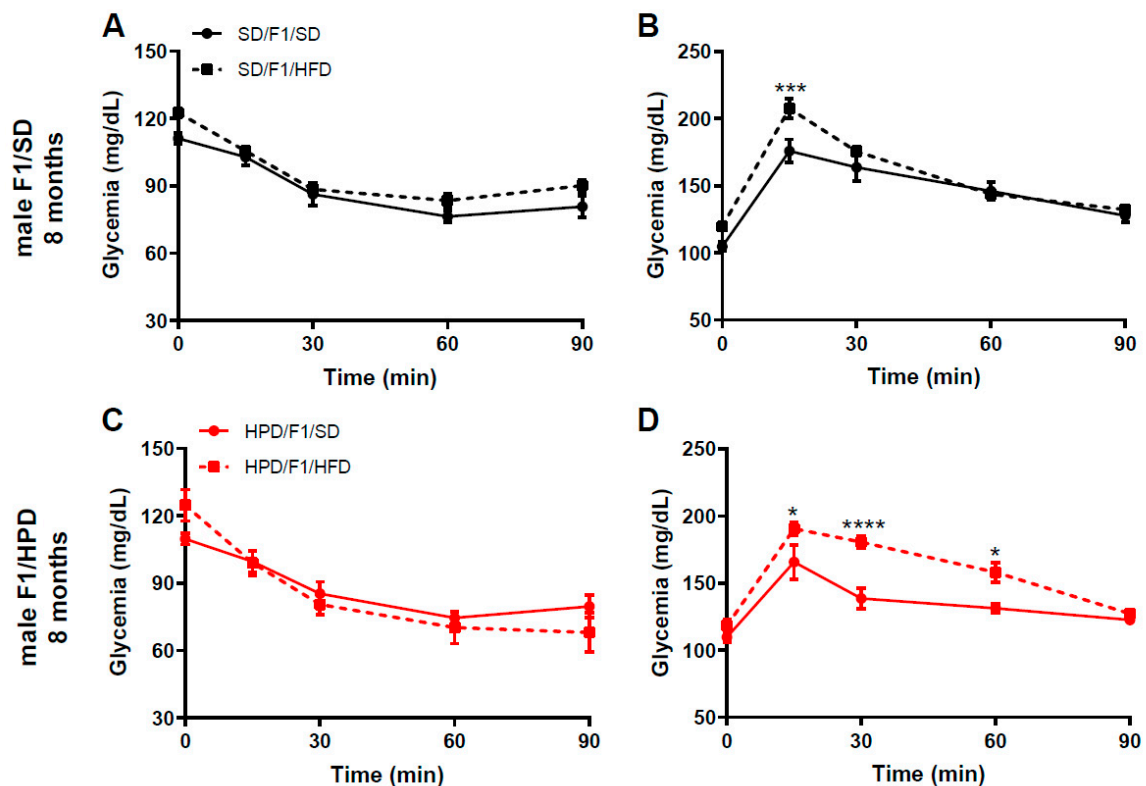 A
SD/F1/SD
SD/F1/HFD
150
120
90
60
30
0
30
60
90
Glycemia (mg/dL)
Time (min)
male F1/SD
8 months
B
250
200
150
100
50
0
30
60
90
Glycemia (mg/dL)
Time (min)
***
C
HPD/F1/SD
HPD/F1/HFD
150
120
90
60
30
0
30
60
90
Glycemia (mg/dL)
Time (min)
male F1/HPD
8 months
D
250
200
150
100
50
0
30
60
90
Glycemia (mg/dL)
Time (min)
*
****
*